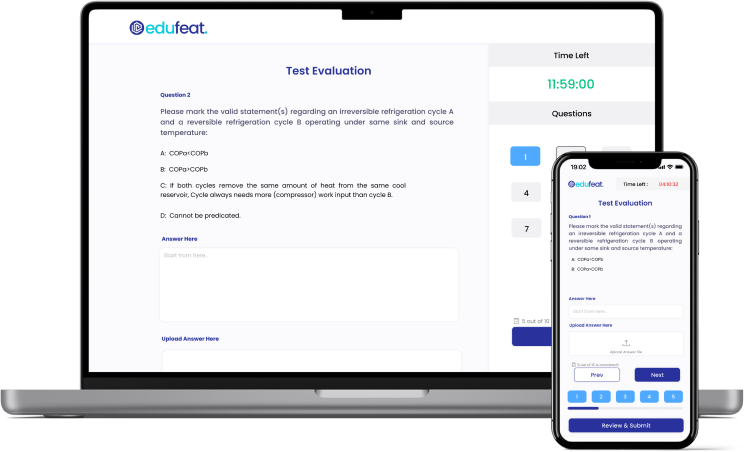 edufeat.
Test Evaluation
Question 2
Please mark the valid statement(s) regarding an irreversible refrigeration cycle A
and a reversible refrigeration cycle B operating under same sink and source
temperature:
A: COPa<COPb
B: COPa>COPb
C: If both cycles remove the same amount of heat from the same cool
reservoir, Cycle always needs more (compressor) work input than cycle B.
D: Cannot be predicated.
Answer Here
Start from here..
Upload Answer Here
Time Left
11:59:00
Questions
1
4
7
5 out of 10
19:02
edufeat.
Time Left :
04:10:32
Test Evaluation
Question 1
Please mark the valid statement(s) regarding
an irreversible refrigeration cycle A and a
reversible refrigeration cycle B operating
under same sink and source temperature:
A: COPa<COPb
B: COPa>COPb
Answer Here
Start from here..
Upload Answer Here
Upload Answer file
Prev
Next
1 2 3 4 5
Review & Submit